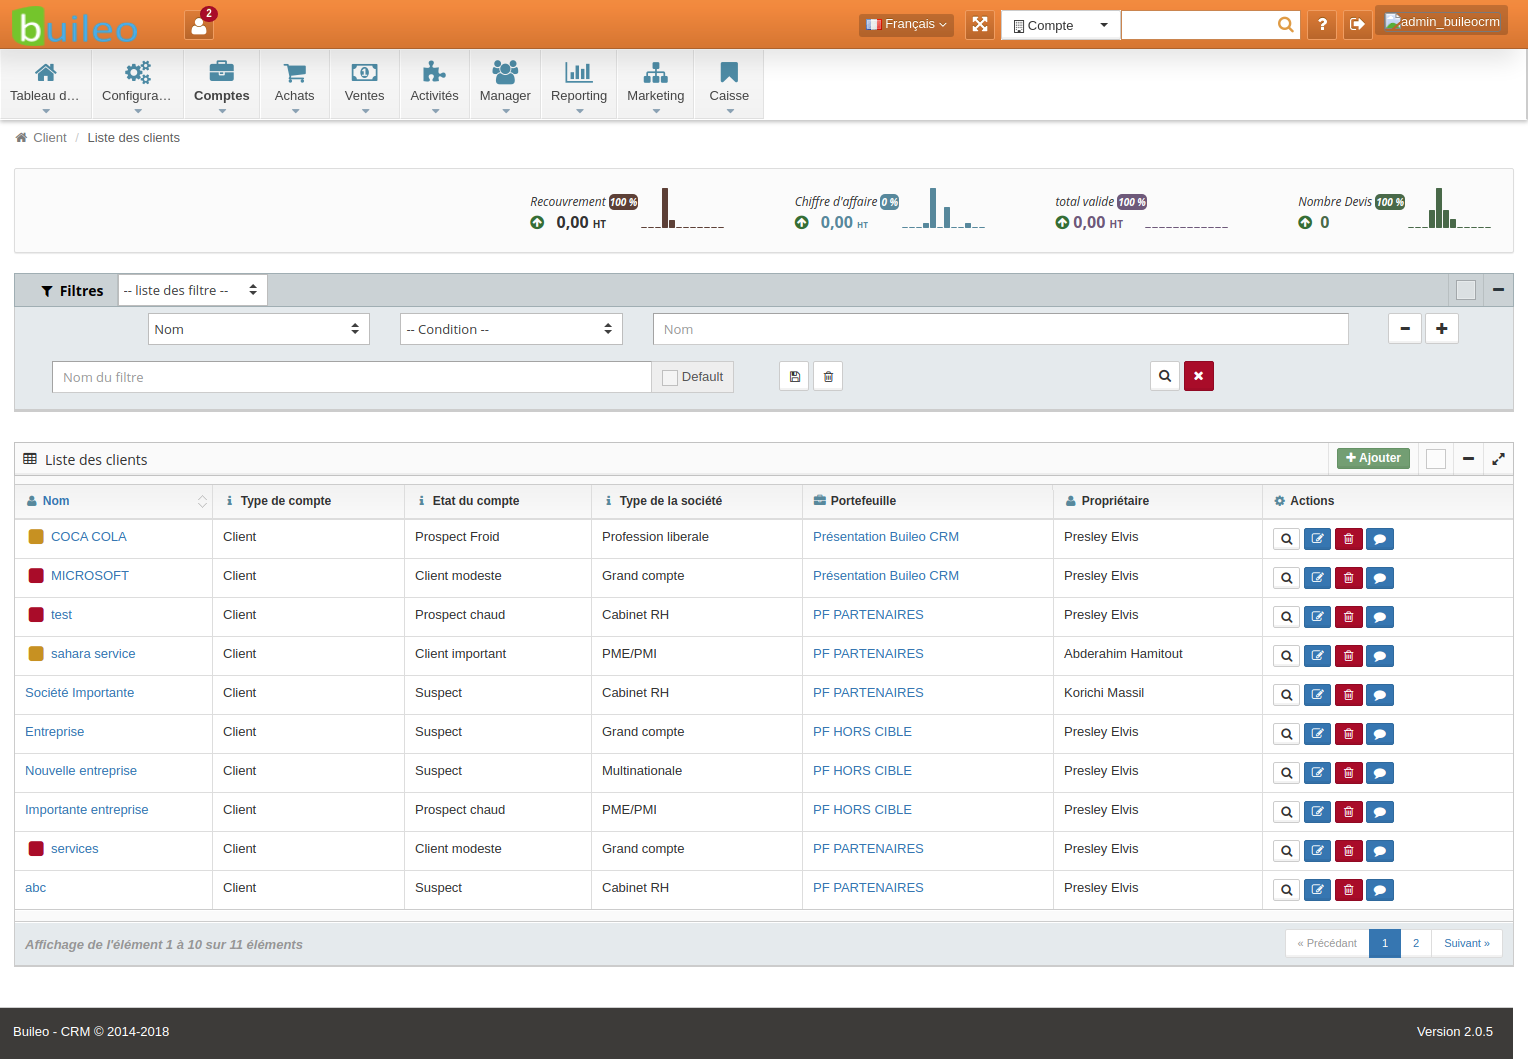 buileo
2
Français
Compte
?
admin_buileocrm
Tableau d…
Configura…
Comptes
Achats
Ventes
Activités
Manager
Reporting
Marketing
Caisse
Client / Liste des clients
Recouvrement 100 %
0,00 HT
Chiffre d'affaire 0 %
0,00 HT
total valide 100 %
0,00 HT
Nombre Devis 100 %
0
Filtres
-- liste des filtre --
Nom
-- Condition --
Nom
Nom du filtre
Default
Liste des clients
Ajouter
Nom Type de compte Etat du compte Type de la société Portefeuille Propriétaire Actions
COCA COLA Client Prospect Froid Profession liberale Présentation Buileo CRM Presley Elvis
MICROSOFT Client Client modeste Grand compte Présentation Buileo CRM Presley Elvis
test Client Prospect chaud Cabinet RH PF PARTENAIRES Presley Elvis
sahara service Client Client important PME/PMI PF PARTENAIRES Abderahim Hamitout
Société Importante Client Suspect Cabinet RH PF PARTENAIRES Korichi Massil
Entreprise Client Suspect Grand compte PF HORS CIBLE Presley Elvis
Nouvelle entreprise Client Suspect Multinationale PF HORS CIBLE Presley Elvis
Importante entreprise Client Prospect chaud PME/PMI PF HORS CIBLE Presley Elvis
services Client Client modeste Grand compte PF PARTENAIRES Presley Elvis
abc Client Suspect Cabinet RH PF PARTENAIRES Presley Elvis
Affichage de l'élément 1 à 10 sur 11 éléments
« Précédant 1 2 Suivant »
Buileo - CRM © 2014-2018
Version 2.0.5